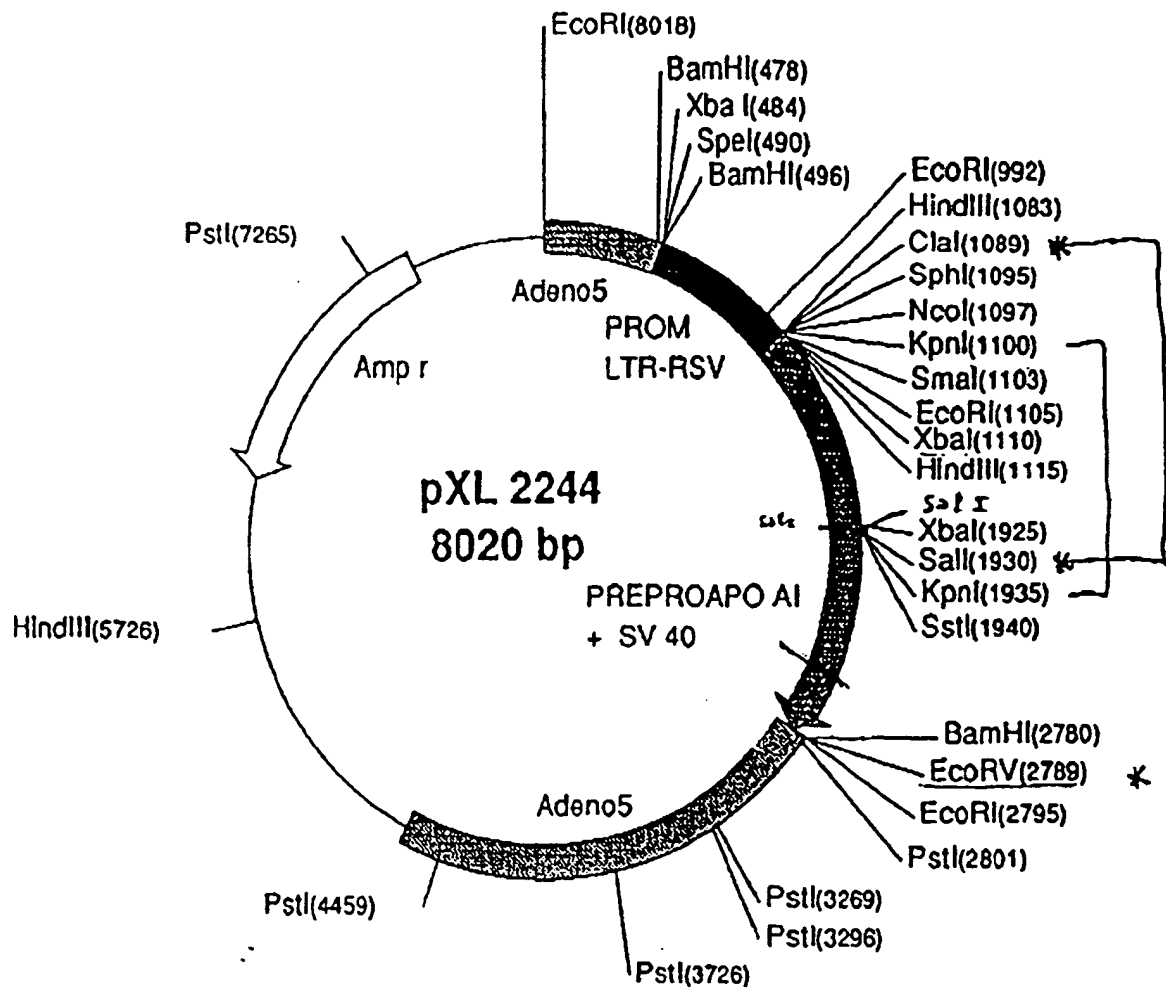 EcoRI(8018)
BamHI(478)
Xba I(484)
SpeI(490)
BamHI(496)
EcoRI(992)
HindIII(1083)
ClaI(1089) *
SphI(1095)
NcoI(1097)
KpnI(1100)
SmaI(1103)
EcoRI(1105)
XbaI(1110)
HindIII(1115)
Sal I
XbaI(1925)
SalI(1930) *
KpnI(1935)
SstI(1940)
BamHI(2780)
EcoRV(2789) *
EcoRI(2795)
PstI(2801)
PstI(3269)
PstI(3296)
PstI(3726)
PstI(4459)
HindIII(5726)
PstI(7265)
Adeno5
PROM
LTR-RSV
Amp r
pXL 2244
8020 bp
PREPROAPO AI
+ SV 40
Adeno5